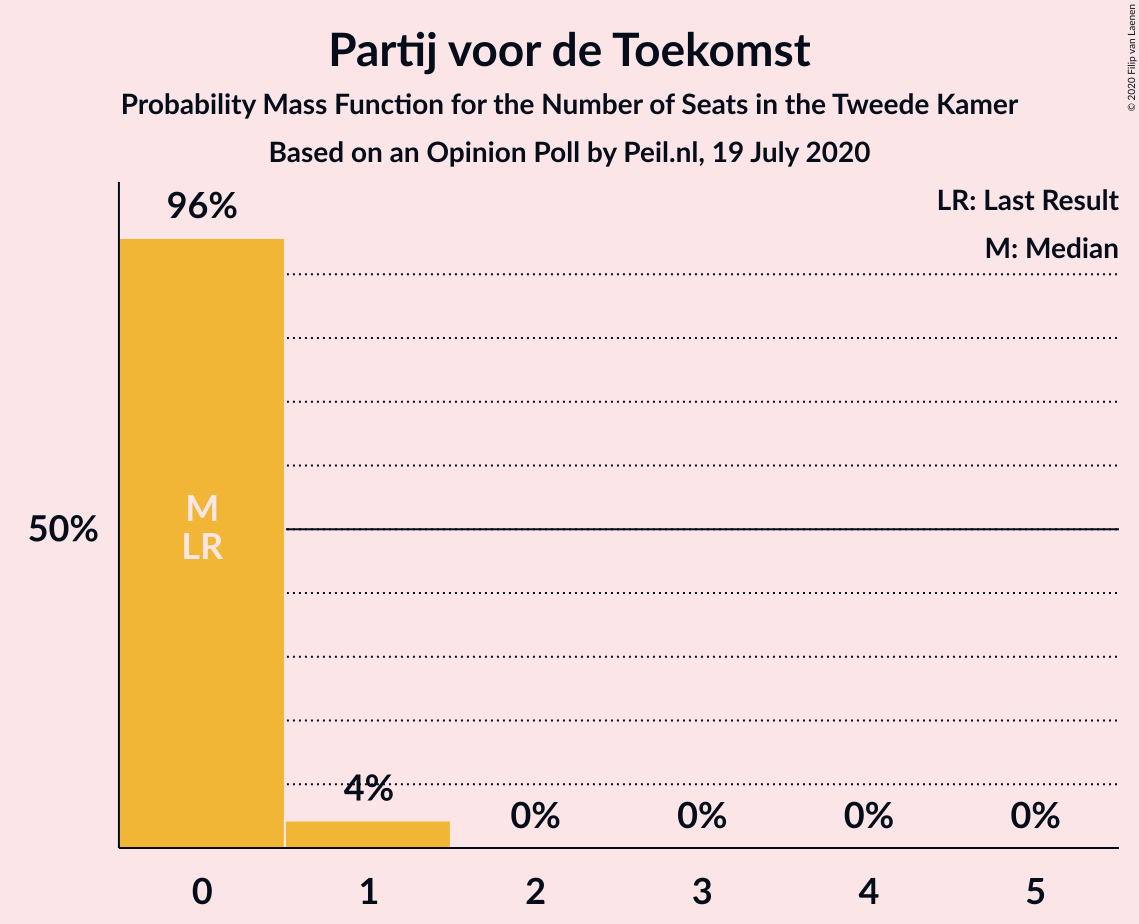 Partij voor de Toekomst
Probability Mass Function for the Number of Seats in the Tweede Kamer
Based on an Opinion Poll by Peil.nl, 19 July 2020
© 2020 Filip van Laenen
LR: Last Result
M: Median
96%
M
LR
50%
4%
0%
0%
0%
0%
0 1 2 3 4 5